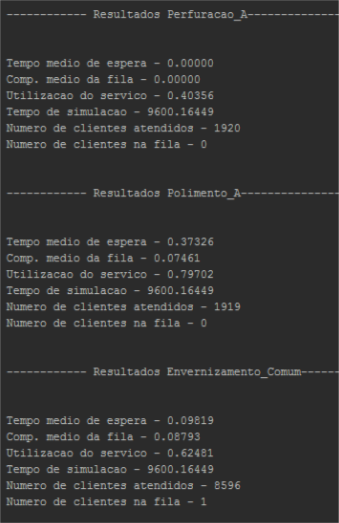 ------------ Resultados Perfuracao_A--------------
Tempo medio de espera - 0.00000
Comp. medio da fila - 0.00000
Utilizacao do servico - 0.40356
Tempo de simulacao - 9600.16449
Numero de clientes atendidos - 1920
Numero de clientes na fila - 0
------------ Resultados Polimento_A---------------
Tempo medio de espera - 0.37326
Comp. medio da fila - 0.07461
Utilizacao do servico - 0.79702
Tempo de simulacao - 9600.16449
Numero de clientes atendidos - 1919
Numero de clientes na fila - 0
------------ Resultados Envernizamento_Comum------
Tempo medio de espera - 0.09819
Comp. medio da fila - 0.08793
Utilizacao do servico - 0.62481
Tempo de simulacao - 9600.16449
Numero de clientes atendidos - 8596
Numero de clientes na fila - 1